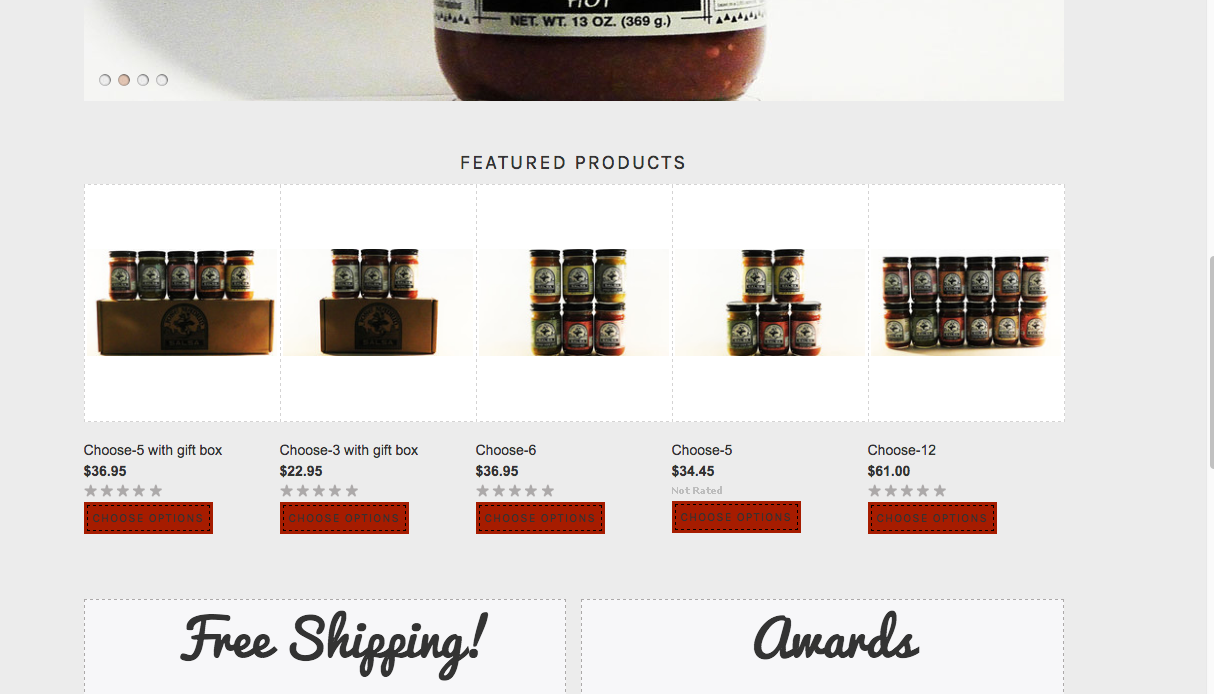 HOT
NET. WT. 13 OZ. (369 g.)
FEATURED PRODUCTS
SALSA
SALSA
Choose-5 with gift box
Choose-3 with gift box
Choose-6
Choose-5
Choose-12
$36.95
$22.95
$36.95
$34.45
$61.00
Not Rated
CHOOSE OPTIONS
CHOOSE OPTIONS
CHOOSE OPTIONS
CHOOSE OPTIONS
CHOOSE OPTIONS
Free Shipping!
Awards